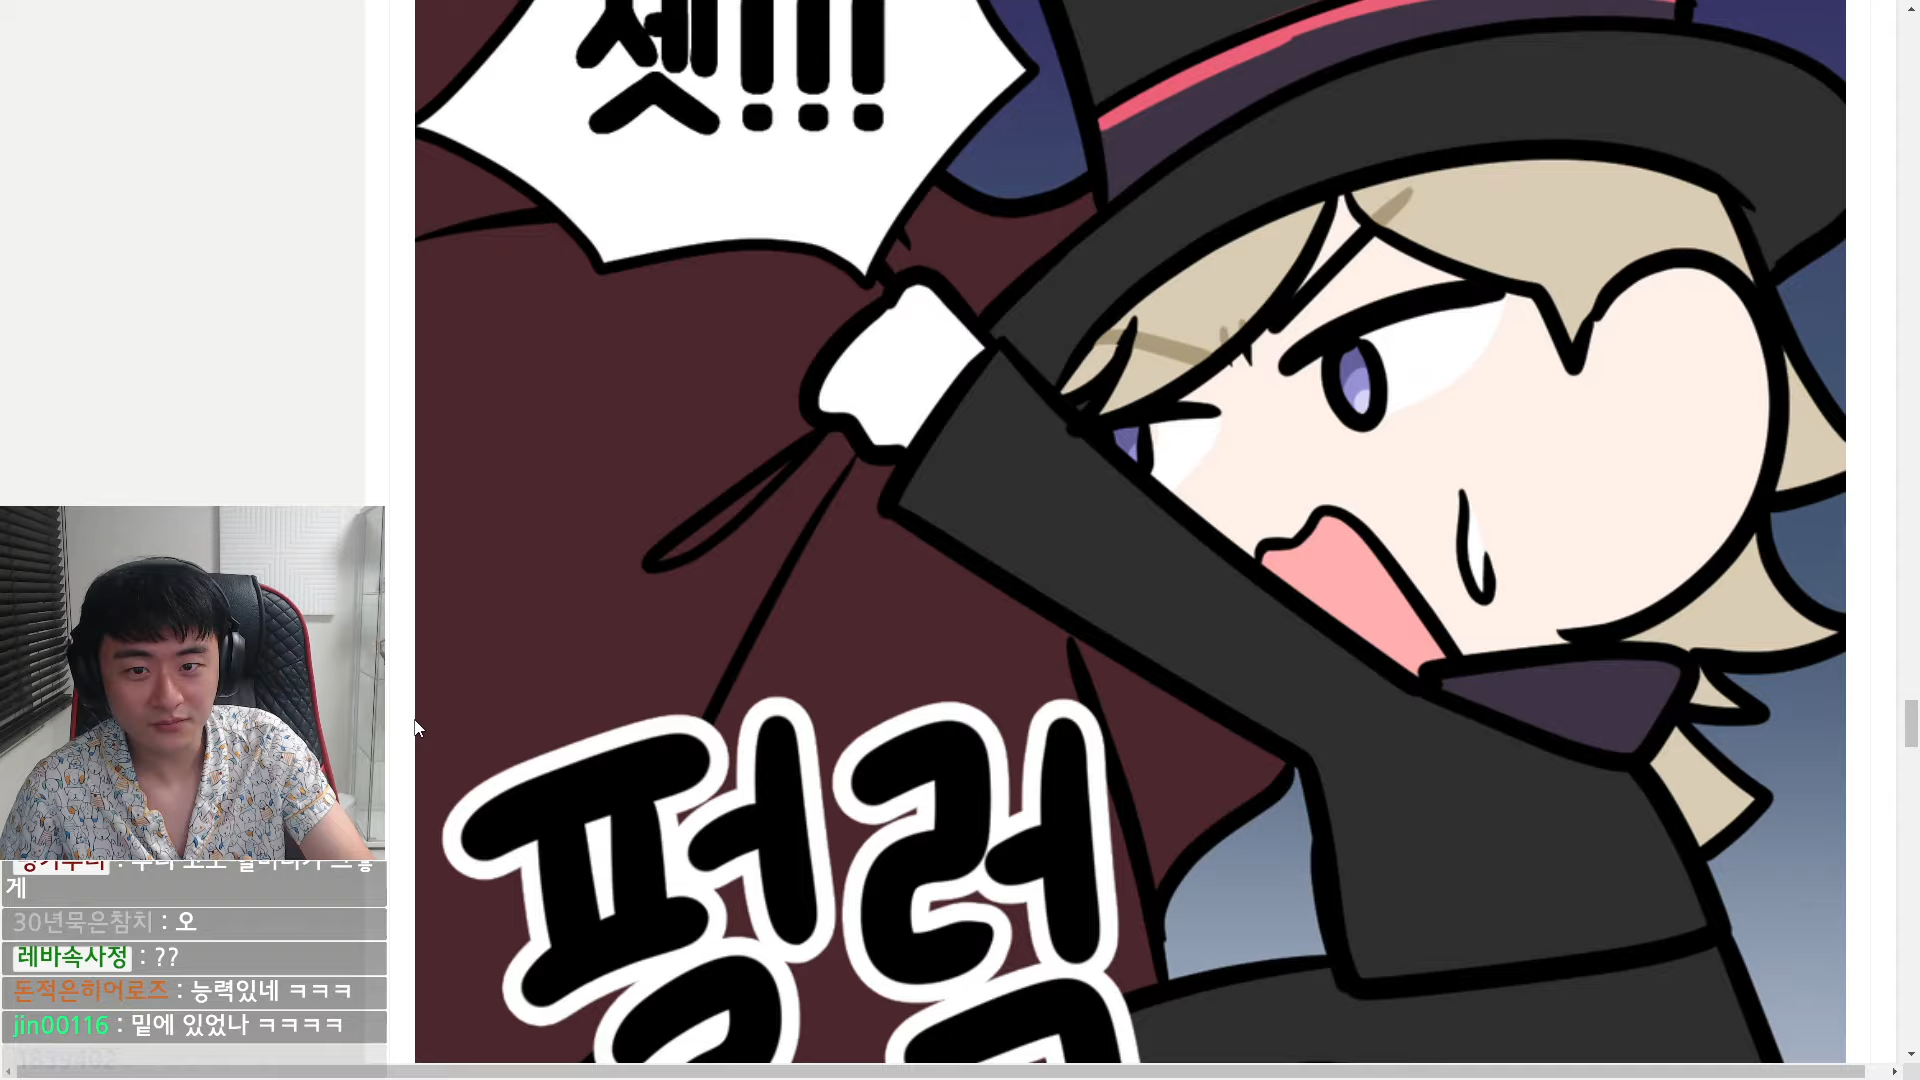 셋!!!
펑 럭
게
30년묵은참치 : 오
레바속사정 : ??
돈적은히어로즈 : 능력있네 ㅋㅋㅋ
jin00116 : 밑에 있었나 ㅋㅋㅋㅋ